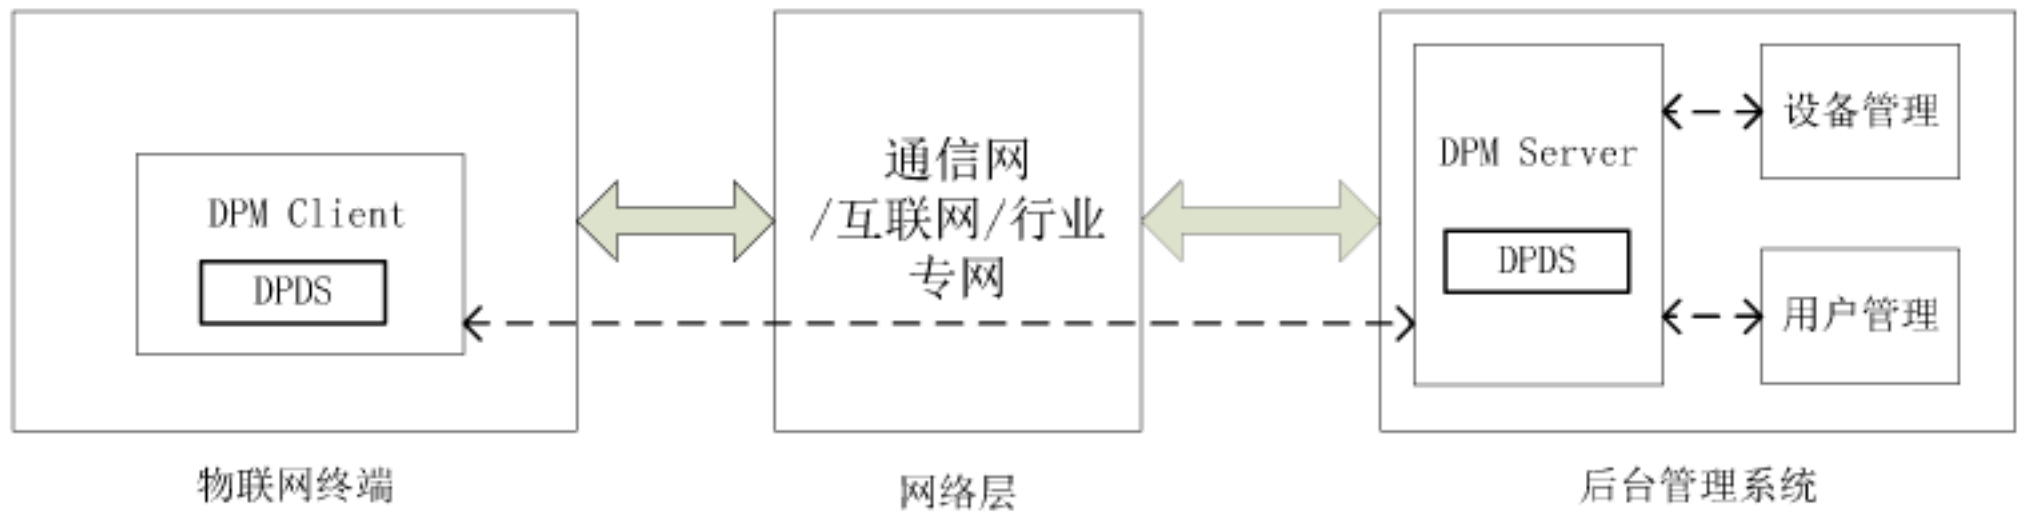 DPM Client
DPDS
物联网终端
通信网
/互联网/行业
专网
网络层
DPM Server
DPDS
设备管理
用户管理
后台管理系统